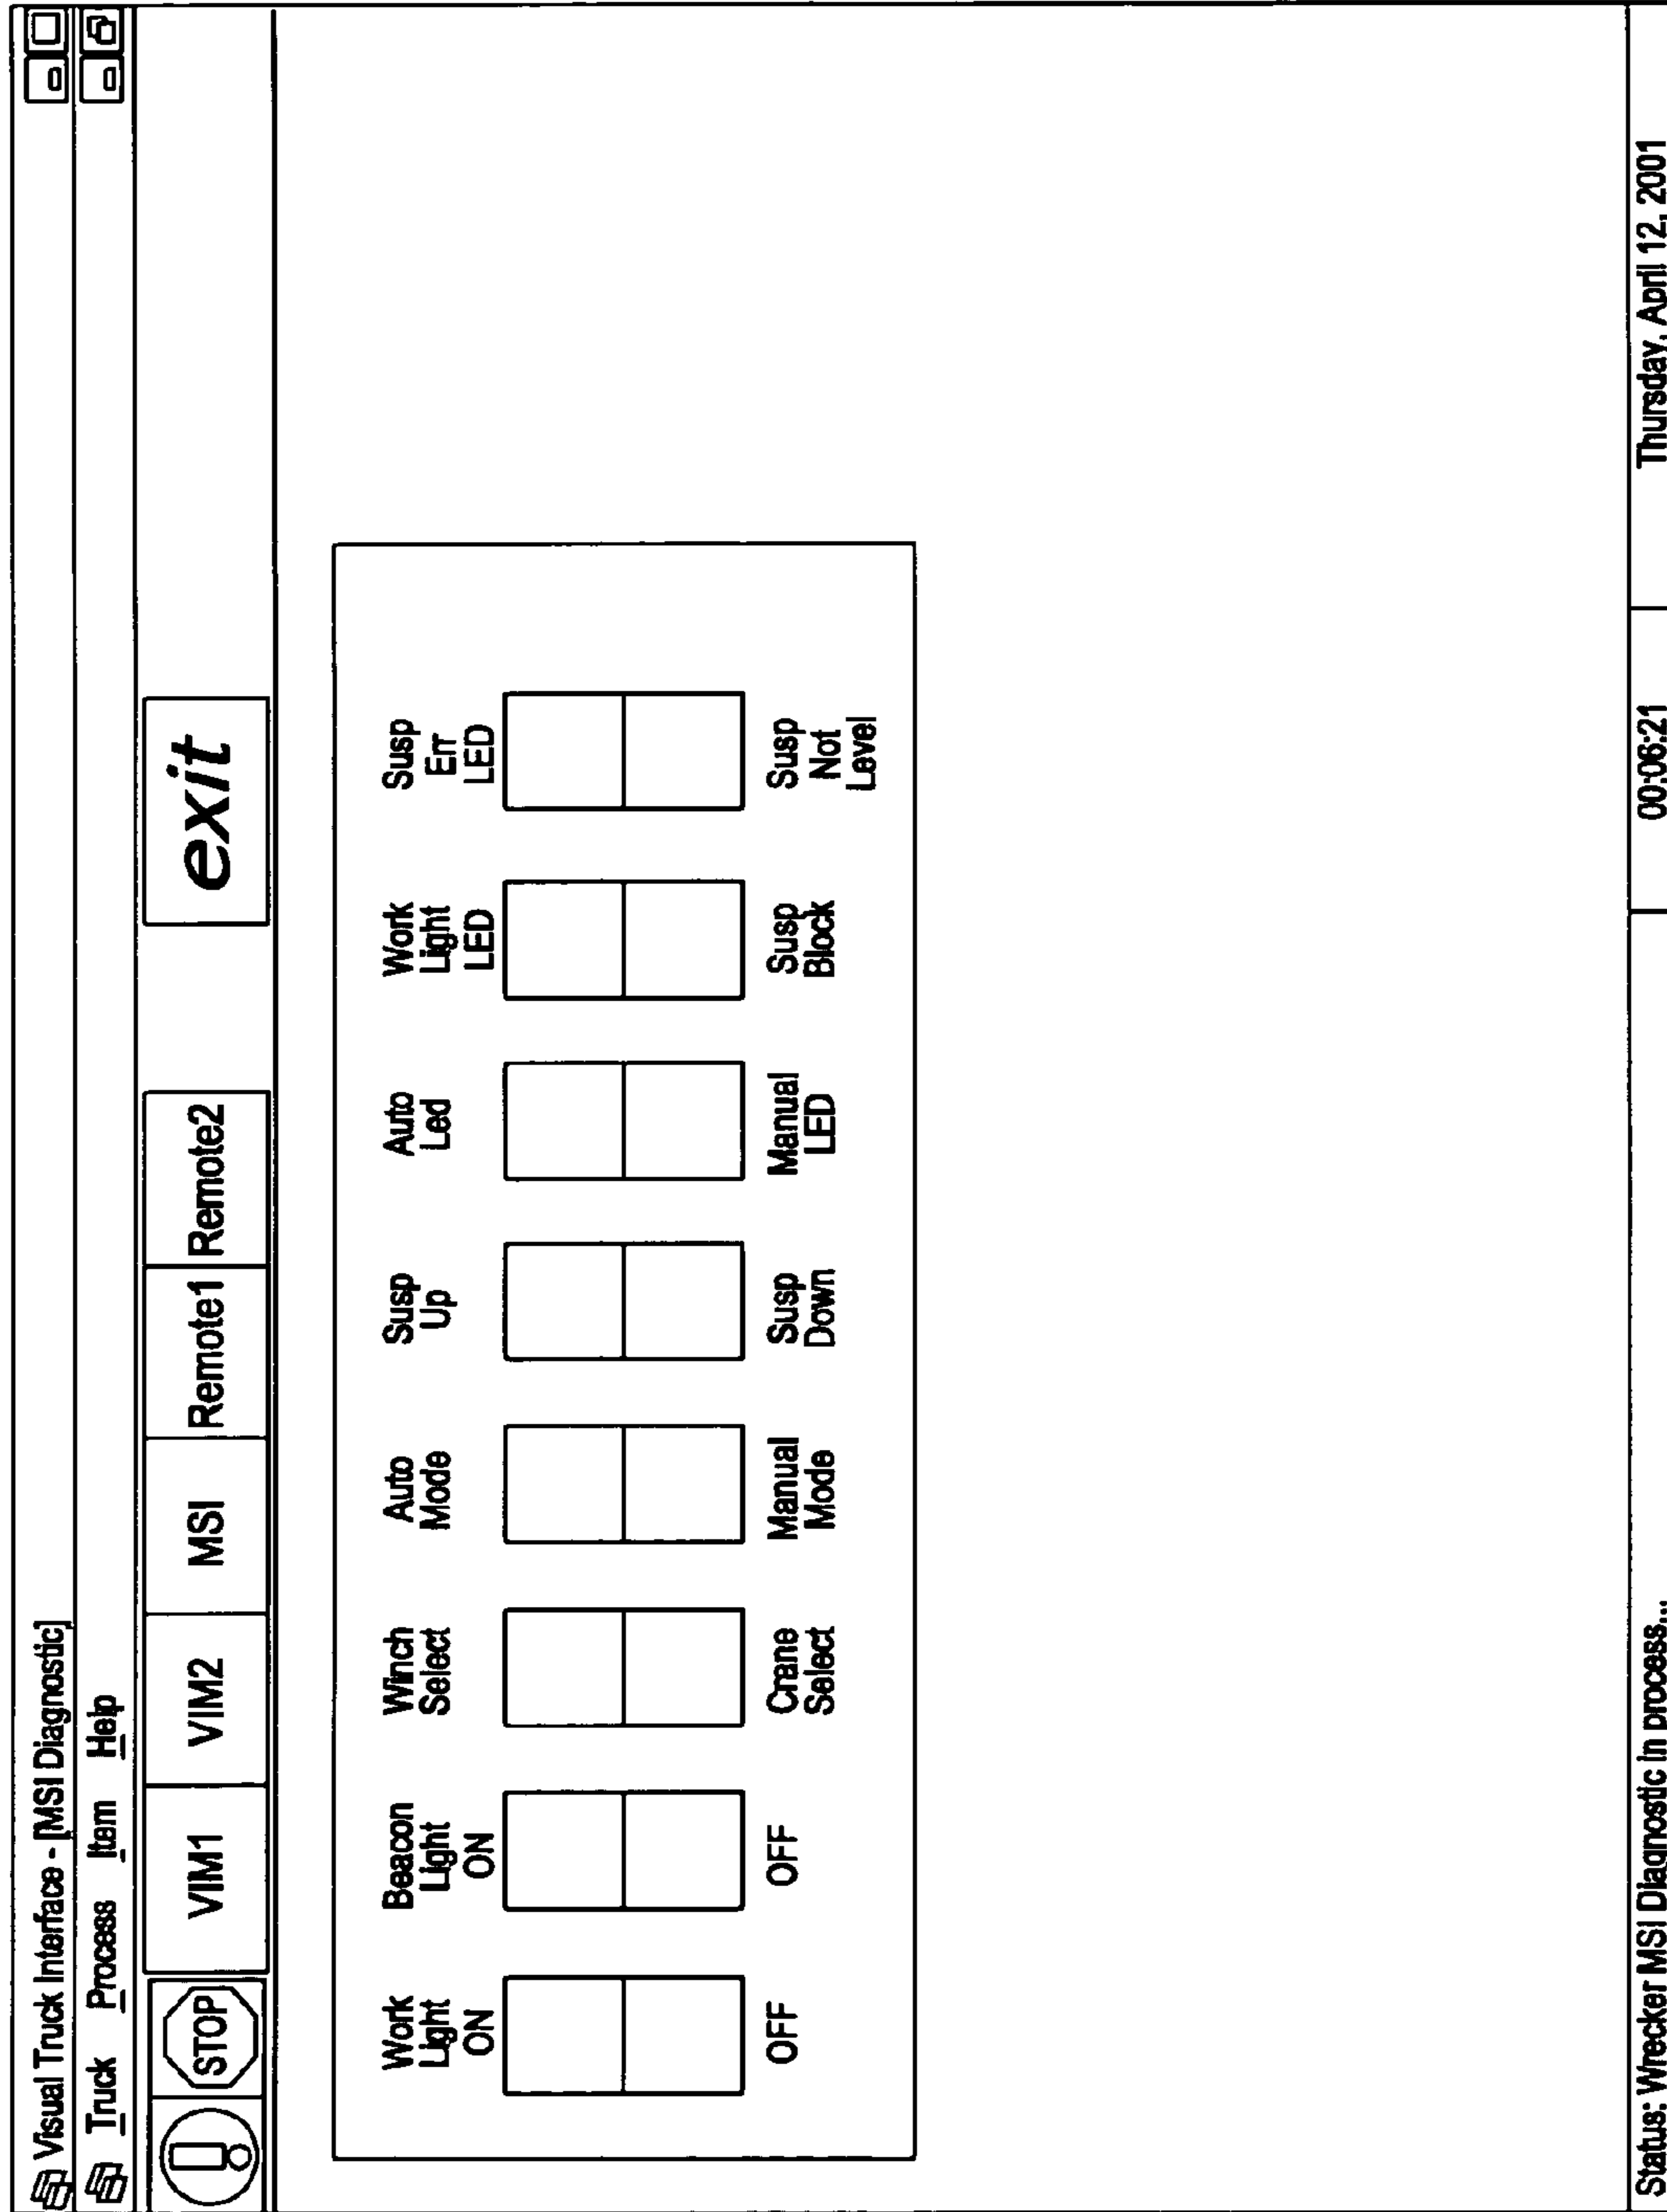 Visual Truck Interface - [MSI Diagnostic]
Truck Process Item Help
STOP VIM1 VIM2 MSI Remote1 Remote2 exit
Work
Light
ON
Beacon
Light
ON
Winch
Select
Auto
Mode
Susp
Up
Auto
Led
Work
Light
LED
Susp
Err
LED
OFF
OFF
Crane
Select
Manual
Mode
Susp
Down
Manual
LED
Susp
Block
Susp
Not
Level
Status: Wrecker MSI Diagnostic in process... 00:06:21 Thursday, April 12, 2001